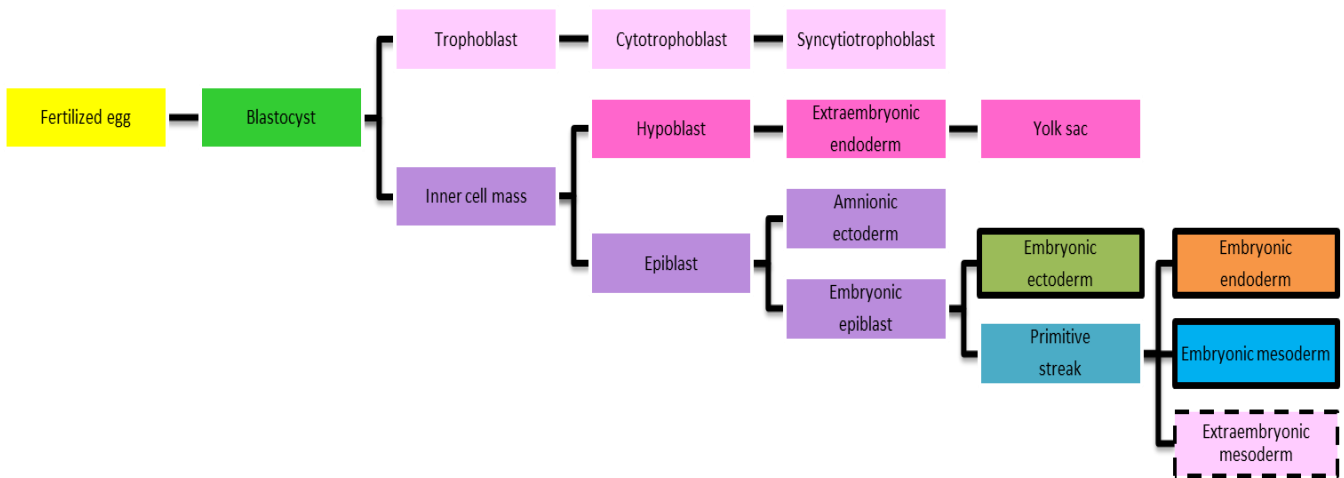 Trophoblast
Cytotrophoblast
Syncytiotrophoblast
Fertilized egg
Blastocyst
Hypoblast
Extraembryonic
endoderm
Yolk sac
Inner cell mass
Amnionic
ectoderm
Epiblast
Embryonic
ectoderm
Embryonic
endoderm
Embryonic
epiblast
Primitive
streak
Embryonic mesoderm
Extraembryonic
mesoderm